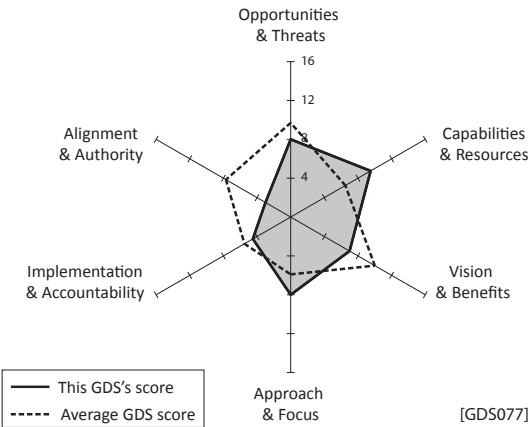 Opportunities
& Threats
16
12
8
4
Alignment
& Authority
Capabilities
& Resources
Implementation
& Accountability
Vision
& Benefits
This GDS's score
Average GDS score
Approach
& Focus
[GDS077]